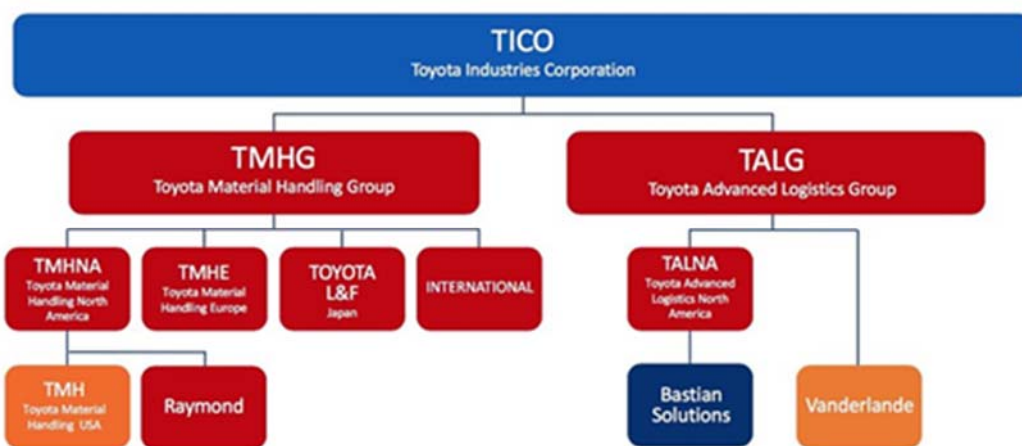 TICO
Toyota Industries Corporation
TMHG
Toyota Material Handling Group
TALG
Toyota Advanced Logistics Group
TMHNA
Toyota Material
Handling North
America
TMHE
Toyota Material
Handling Europe
TOYOTA
L&F
Japan
INTERNATIONAL
TALNA
Toyota Advanced
Logistics North
America
TMH
Toyota Material
Handling USA
Raymond
Bastian
Solutions
Vanderlande